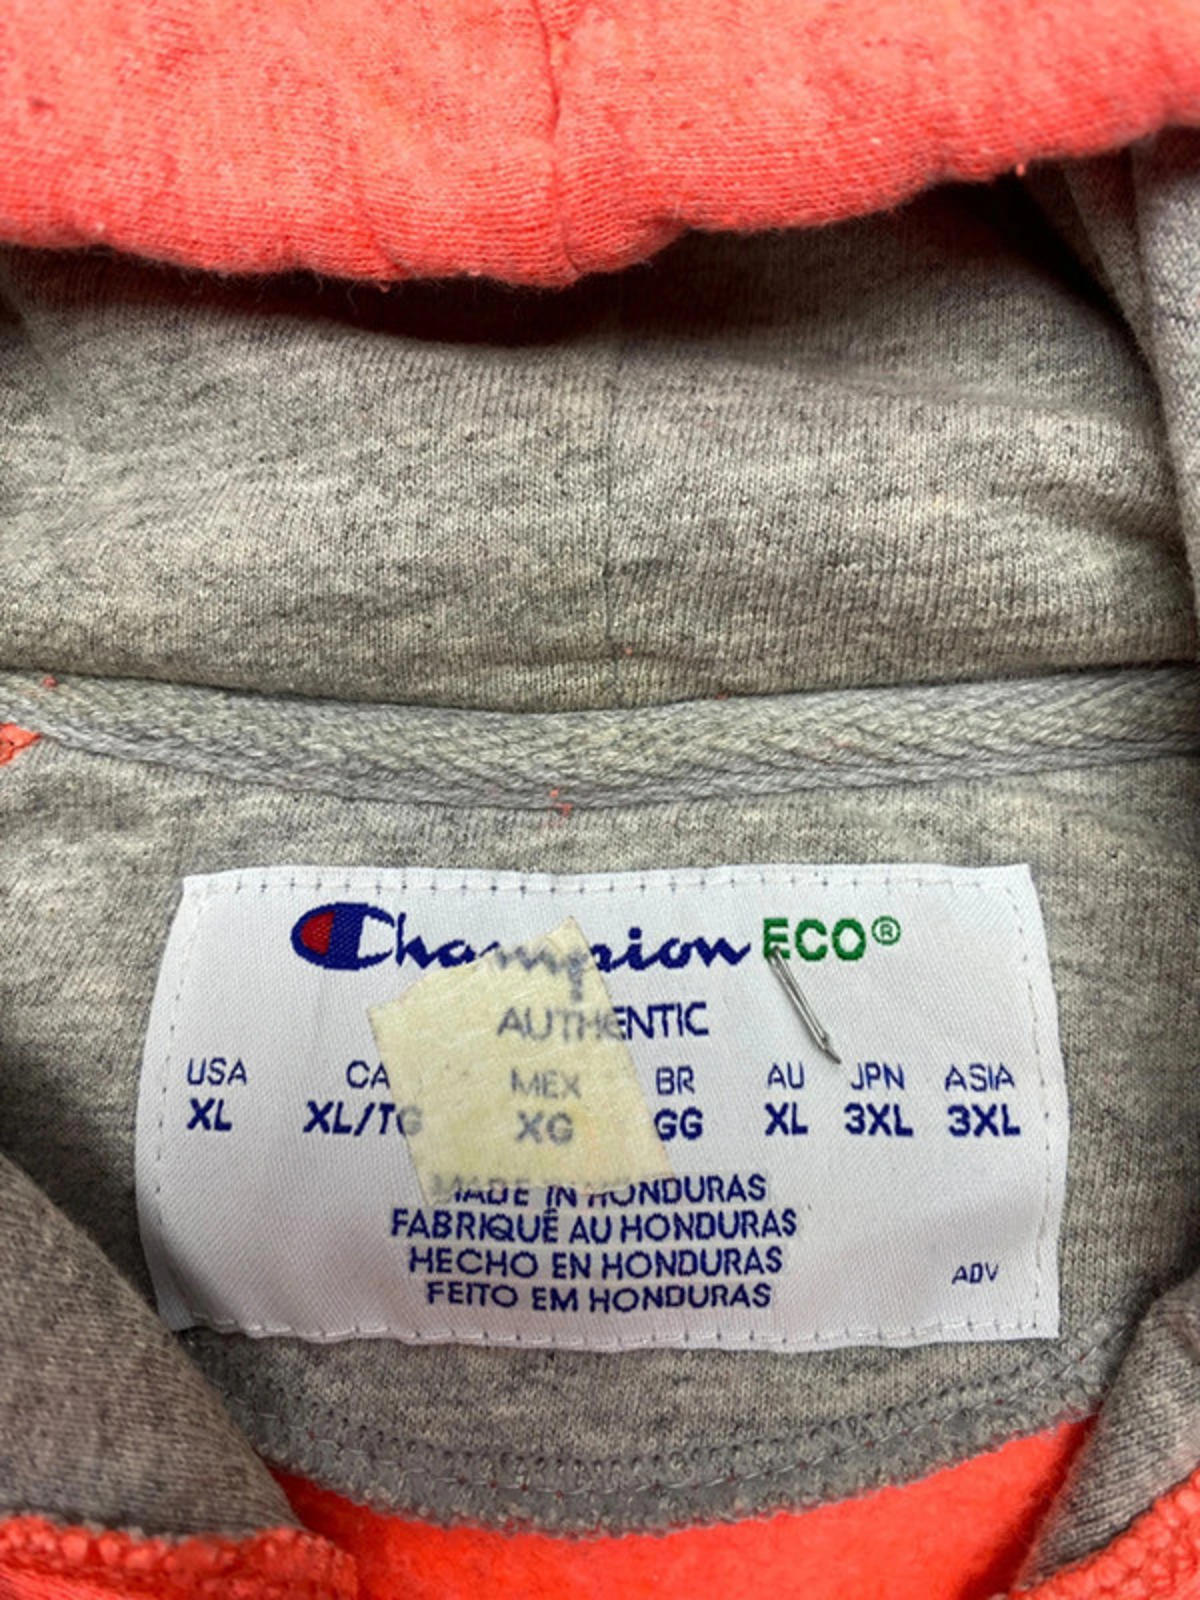 Champion ECO®
AUTHENTIC
USA CA MEX BR AU JPN ASIA
XL XL/TG XG GG XL 3XL 3XL
MADE IN HONDURAS
FABRIQUÉ AU HONDURAS
HECHO EN HONDURAS
FEITO EM HONDURAS
ADV